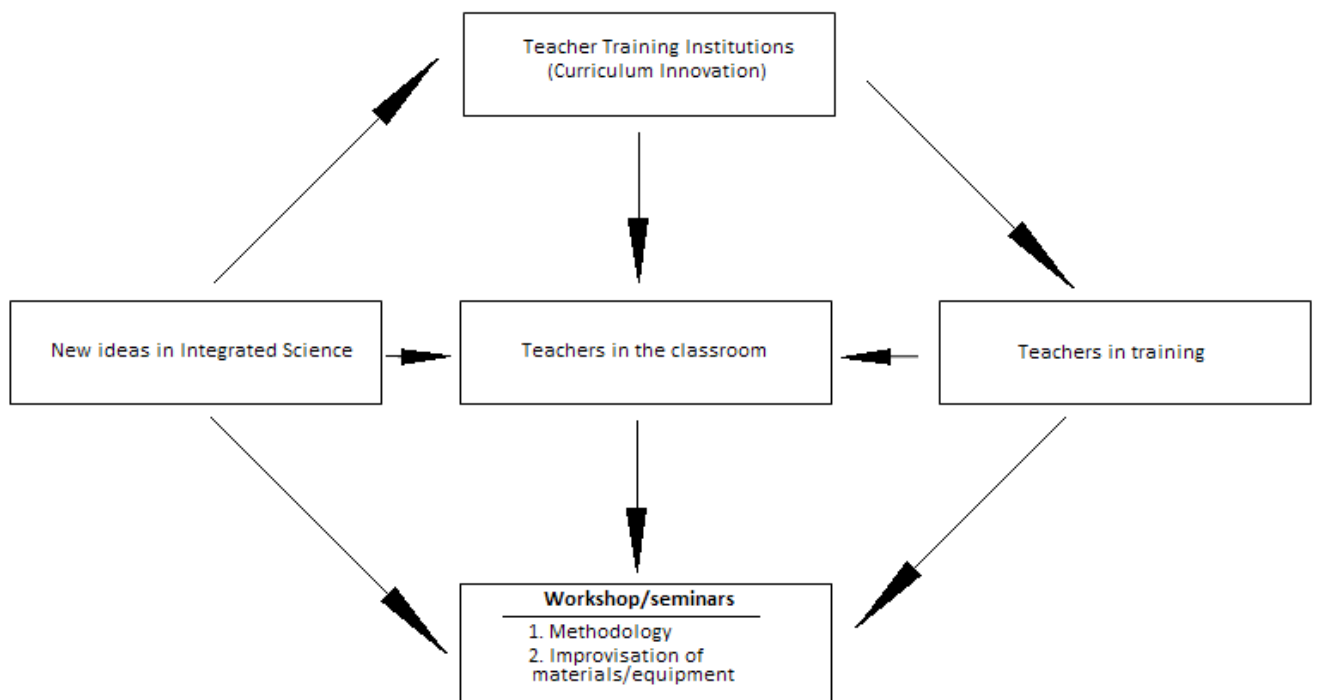 Teacher Training Institutions
(Curriculum Innovation)
New ideas in Integrated Science
Teachers in the classroom
Teachers in training
Workshop/seminars
1. Methodology
2. Improvisation of
materials/equipment